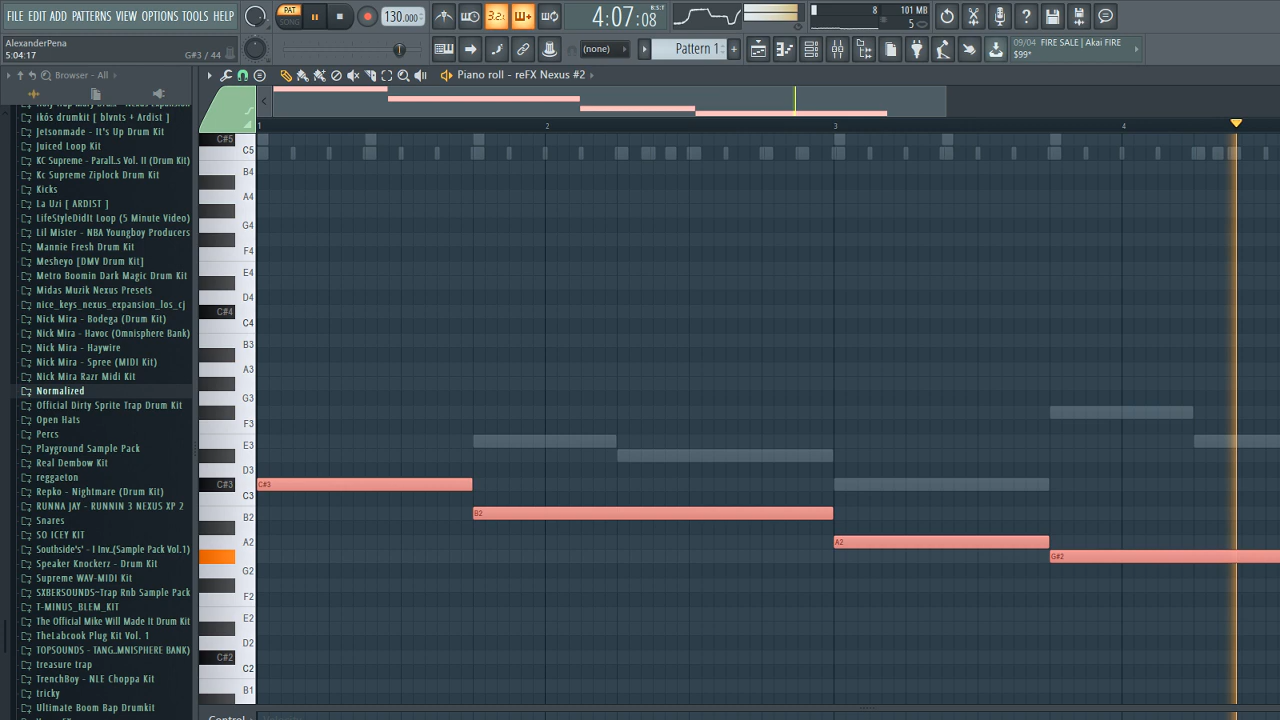 FILE EDIT ADD PATTERNS VIEW OPTIONS TOOLS HELP
PAT
SONG
3.2.
130.000
4:07:08
B:S:T
8
101 MB
5
AlexanderPena
G#3 / 44
5:04:17
(none)
Pattern 1
09/04 FIRE SALE | Akai FIRE
$99*
Browser - All
Piano roll - reFX Nexus #2
ikos drumkit [ blvnts + Artist ]
Jetsonmade - It's Up Drum Kit
Juxred Loop Kit
KC Supreme - Parall..s Vol. II (Drum Kit)
Kc Supreme Ziplock Drum Kit
Kicks
La Uzi [ ARDIST ]
LifeStyleDidIt Loop (5 Minute Video)
Lil Mister - NBA Youngboy Producers
Mannie Fresh Drum Kit
Mesheyo [DMV Drum Kit]
Metro Boomin Dark Magic Drum Kit
Midas Muzik Nexus Presets
nice_keys_nexus_expansion_los_cj
Nick Mira - Bodega (Drum Kit)
Nick Mira - Havoc (Omnisphere Bank)
Nick Mira - Haywire
Nick Mira - Spree (MIDI Kit)
Nick Mira Razr Midi Kit
Normalized
Official Dirty Sprite Trap Drum Kit
Open Hats
Percs
Playground Sample Pack
Real Dembow Kit
reggaeton
Repko - Nightmare (Drum Kit)
RUNNA JAY - RUNNIN 3 NEXUS XP 2
Snares
SO ICEY KIT
Southside's' - I Inv.(Sample Pack Vol.1)
Speaker Knockerz - Drum Kit
Supreme WAV-MIDI Kit
SXBERSOUNDS-Trap Rnb Sample Pack
T-MINUS_BLEM_KIT
The Official Mike Will Made It Drum Kit
TheLabrook Plug Kit Vol. 1
treasure trap
TrenchBoy - NLE Choppa Kit
tricky
Ultimate Boom Bap Drumkit
1 2 3 4
C#5
C5
B4
A4
G4
F4
E4
D4
C#4
C4
B3
A3
G3
F3
E3
D3
C#3 C#3
C3
B2 B2
A2 A2
G#2
G2
F2
E2
D2
C#2
C2
B1
Control
Velocity